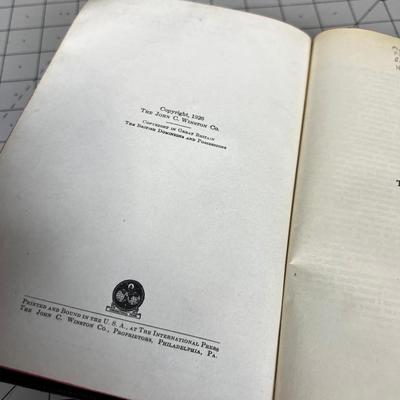 Copyright, 1926
The John C. Winston Co.
Copyright in Great Britain
The British Dominions and Possessions
Printed and Bound in the U. S. A., at The International Press
The John C. Winston Co., Proprietors, Philadelphia, Pa.
T